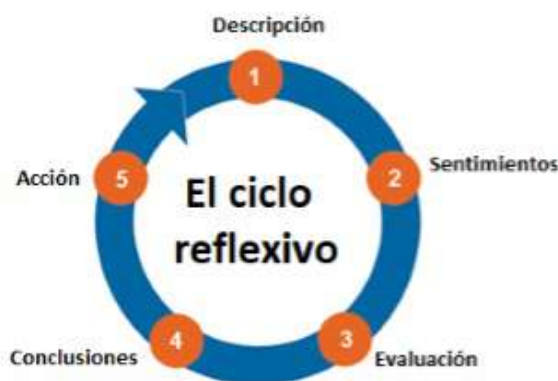 Descripción
1
Sentimientos
2
Evaluación
3
Conclusiones
4
Acción
5
El ciclo
reflexivo